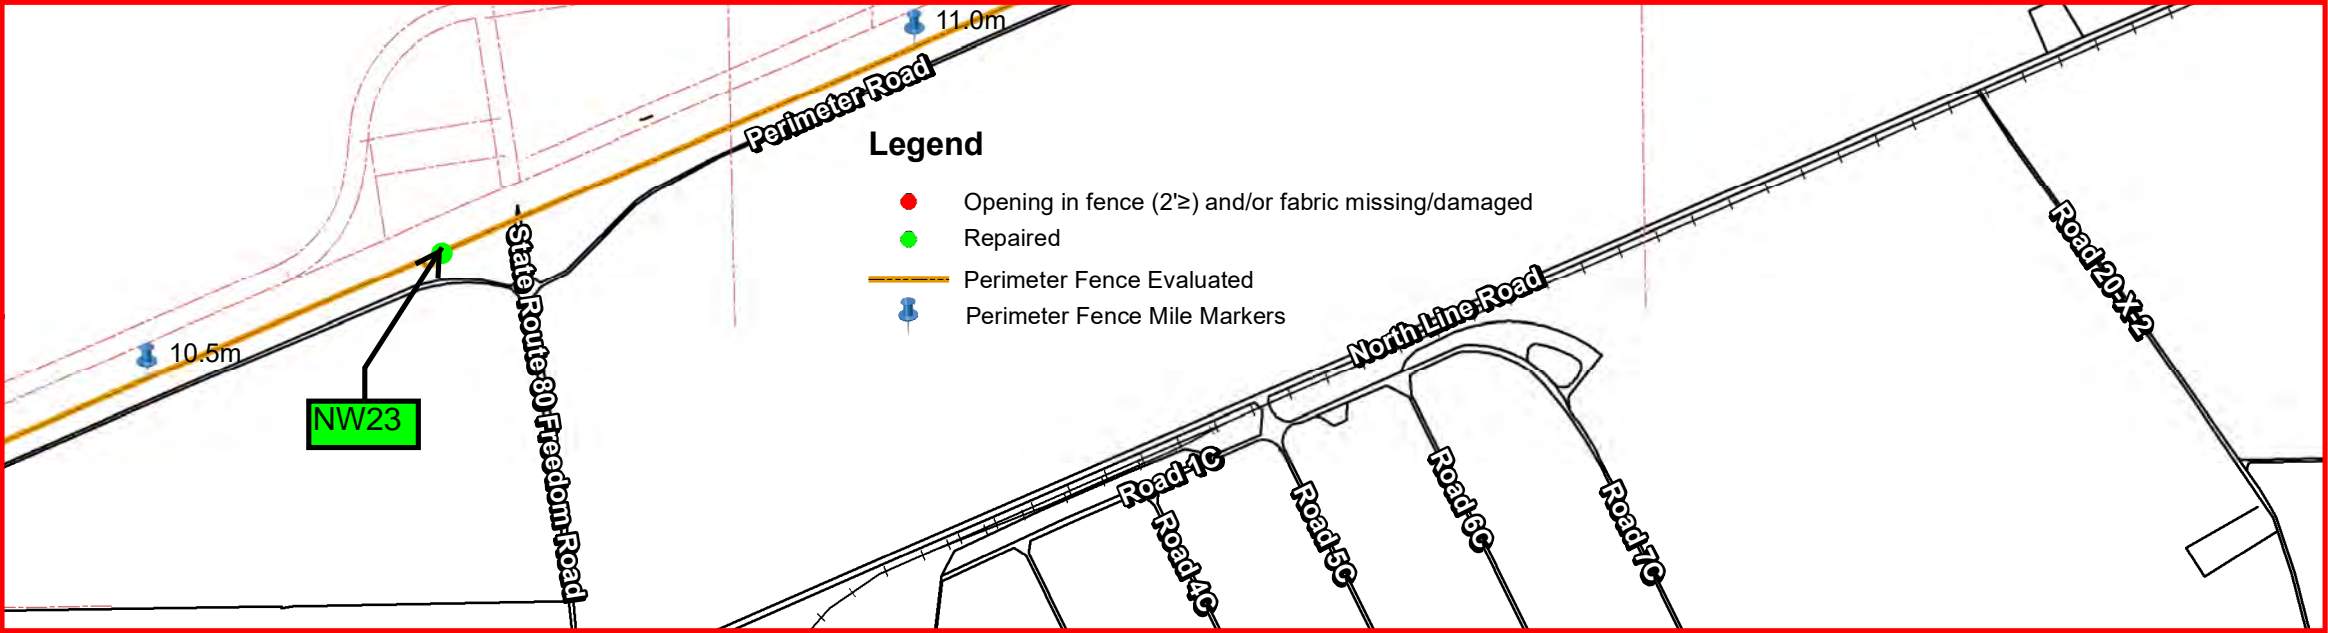 11.0m
Perimeter Road
Legend
Opening in fence (2'≥) and/or fabric missing/damaged
Repaired
Perimeter Fence Evaluated
Perimeter Fence Mile Markers
10.5m
NW23
State Route 80 Freedom Road
North Line Road
Road 20-X-2
Road 1C
Road 4C
Road 5C
Road 6C
Road 7C